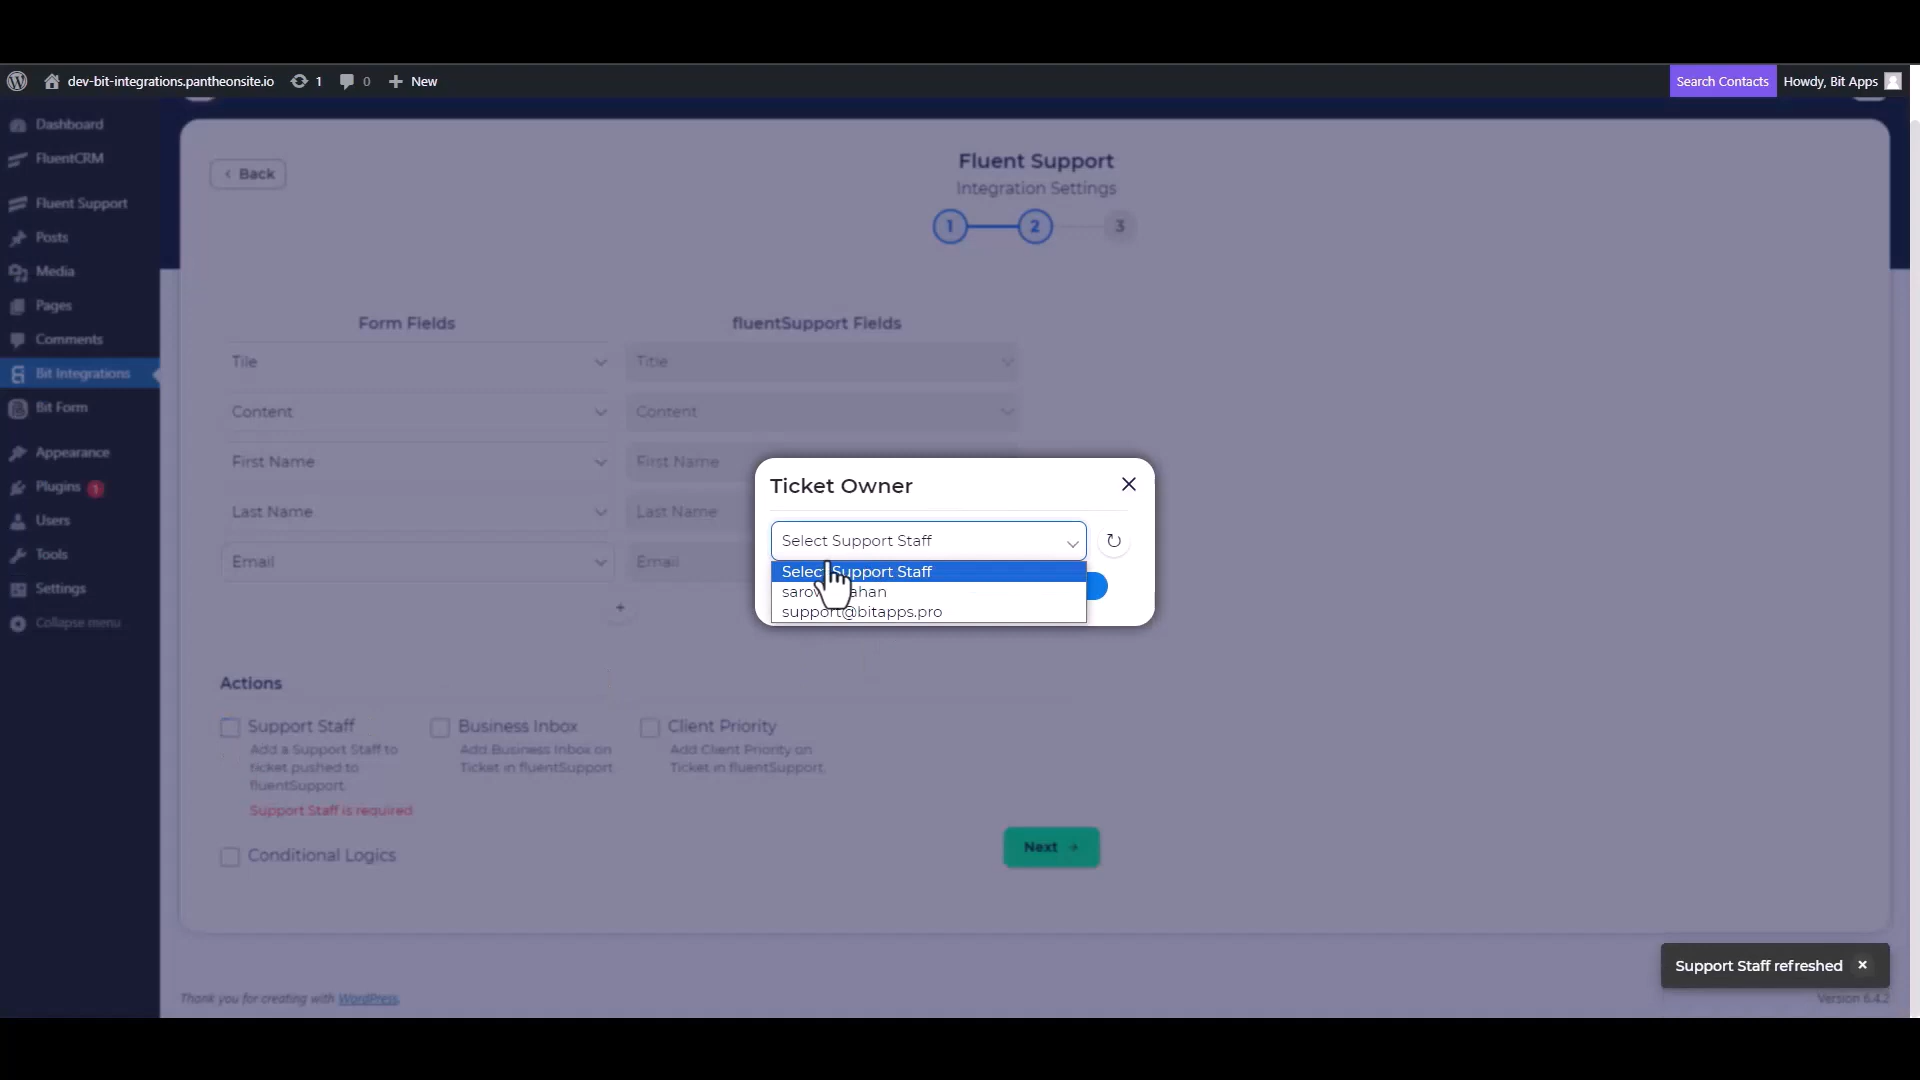 dev-bit-integrations.pantheonsite.io 1 0 New Search Contacts Howdy, Bit Apps
Dashboard
FluentCRM
Fluent Support
Posts
Media
Pages
Comments
Bit Integrations
Bit Form
Appearance
Plugins 1
Users
Tools
Settings
Collapse menu
Back
Fluent Support
Integration Settings
1 2 3
Form Fields fluentSupport Fields
Tile Title
Content Content
First Name First Name
Last Name Last Name
Email Email
+
Ticket Owner
Select Support Staff
Select Support Staff
support@bitapps.pro
Actions
Support Staff
Add a Support Staff to
ticket pushed to
fluentSupport.
Support Staff is required
Business Inbox
Add Business Inbox on
Ticket in fluentSupport
Client Priority
Add Client Priority on
Ticket in fluentSupport.
Conditional Logics
Next
Support Staff refreshed
Thank you for creating with WordPress.
Version 6.4.2